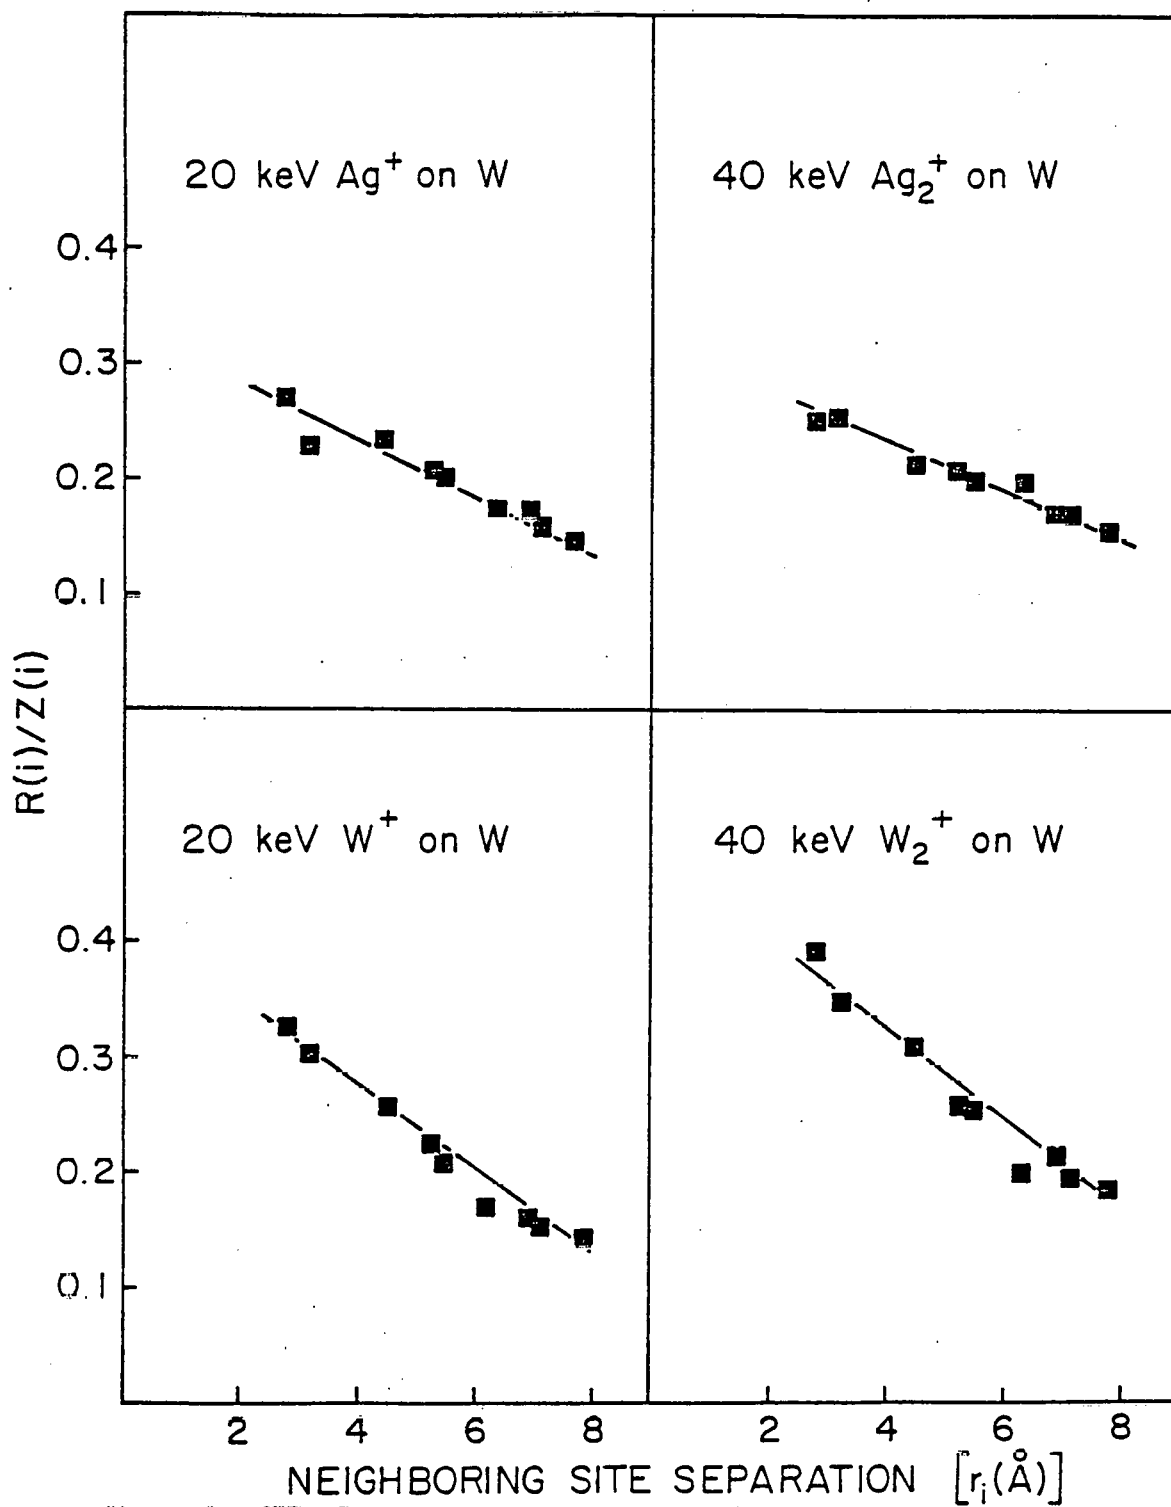 20 keV Ag⁺ on W
40 keV Ag₂⁺ on W
0.4
0.3
0.2
0.1
R(i)/Z(i)
20 keV W⁺ on W
40 keV W₂⁺ on W
0.4
0.3
0.2
0.1
2 4 6 8 2 4 6 8
NEIGHBORING SITE SEPARATION [rᵢ(Å)]